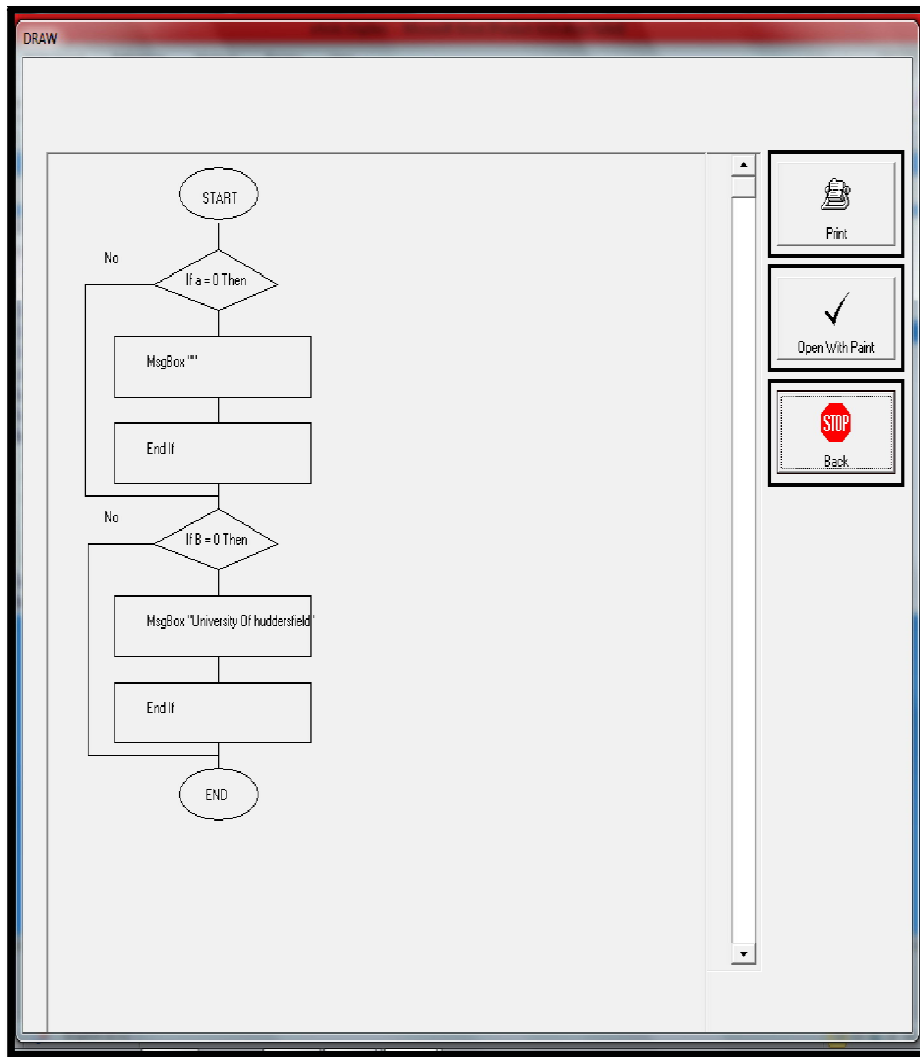 DRAW
START
No
If a = 0 Then
MsgBox ""
End If
No
If B = 0 Then
MsgBox "University Of huddersfield"
End If
END
Print
Open With Paint
STOP
Back